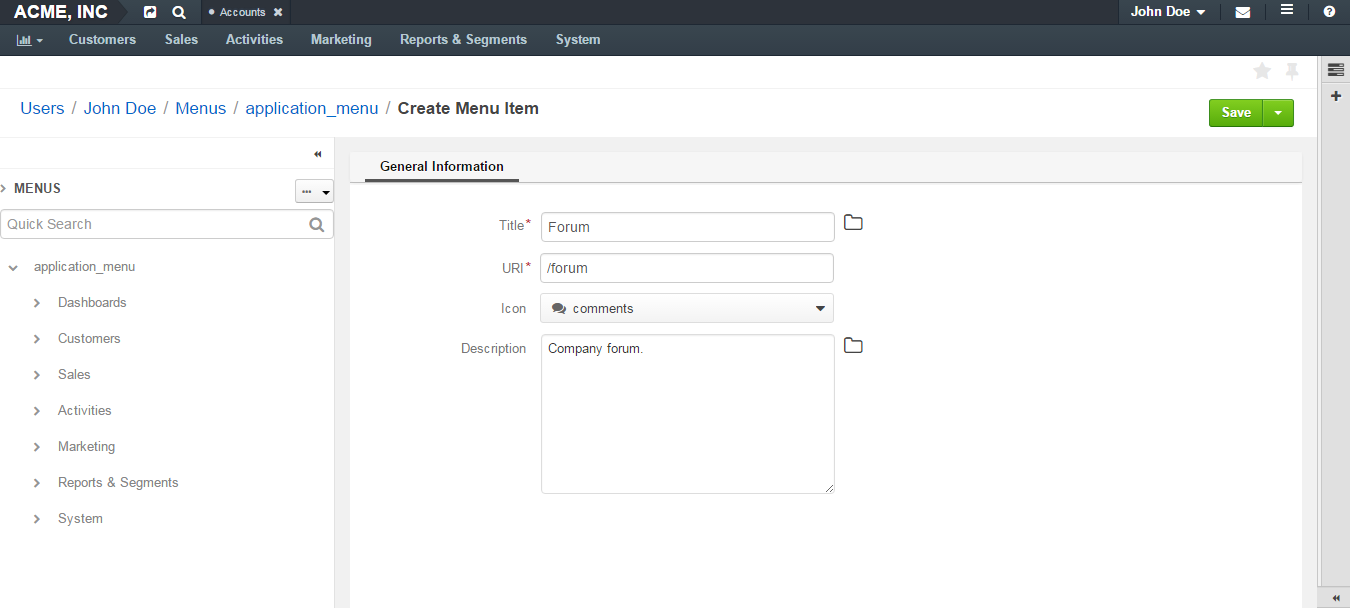 ACME, INC Accounts John Doe
Customers Sales Activities Marketing Reports & Segments System
Users / John Doe / Menus / application_menu / Create Menu Item
Save
General Information
MENUS
Quick Search
application_menu
Dashboards
Customers
Sales
Activities
Marketing
Reports & Segments
System
Title* Forum
URI* /forum
Icon comments
Description Company forum.